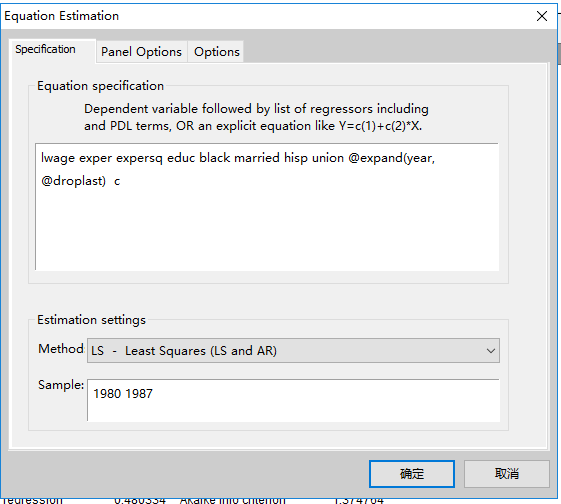 Equation Estimation
Specification Panel Options Options
Equation specification
Dependent variable followed by list of regressors including
and PDL terms, OR an explicit equation like Y=c(1)+c(2)*X.
lwage exper expersq educ black married hisp union @expand(year,
@droplast) c
Estimation settings
Method: LS - Least Squares (LS and AR)
Sample: 1980 1987
确定 取消
regression 0.480334 Akaike info criterion 1.374764